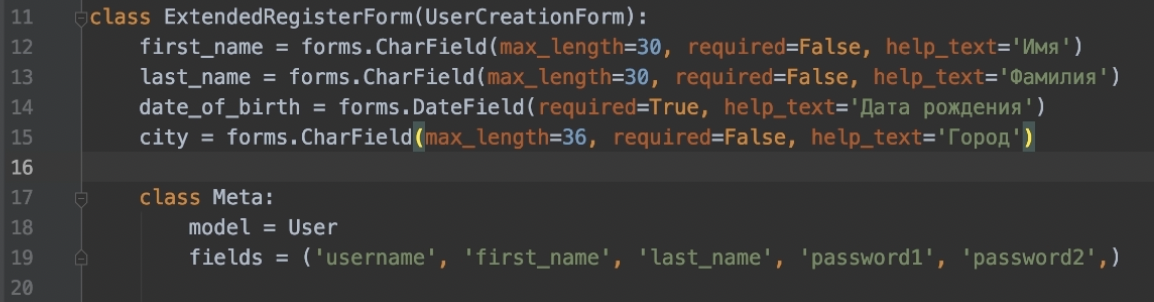 11 class ExtendedRegisterForm(UserCreationForm):
12 first_name = forms.CharField(max_length=30, required=False, help_text='Имя')
13 last_name = forms.CharField(max_length=30, required=False, help_text='Фамилия')
14 date_of_birth = forms.DateField(required=True, help_text='Дата рождения')
15 city = forms.CharField(max_length=36, required=False, help_text='Город')
16
17 class Meta:
18 model = User
19 fields = ('username', 'first_name', 'last_name', 'password1', 'password2',)
20